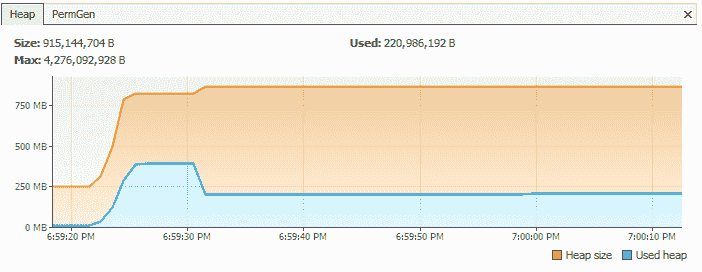 Heap PermGen ×
Size: 915,144,704 B Used: 220,986,192 B
Max: 4,276,092,928 B
750 MB
500 MB
250 MB
0 MB
6:59:20 PM 6:59:30 PM 6:59:40 PM 6:59:50 PM 7:00:00 PM 7:00:10 PM
Heap size Used heap